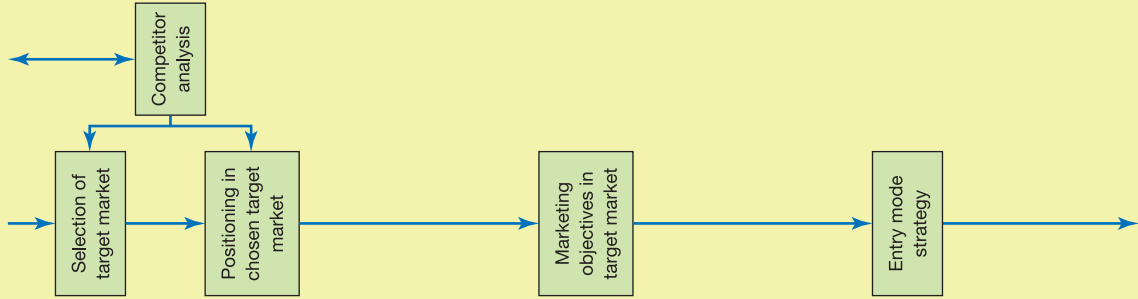 Competitor
analysis
Selection of
target market
Positioning in
chosen target
market
Marketing
objectives in
target market
Entry mode
strategy